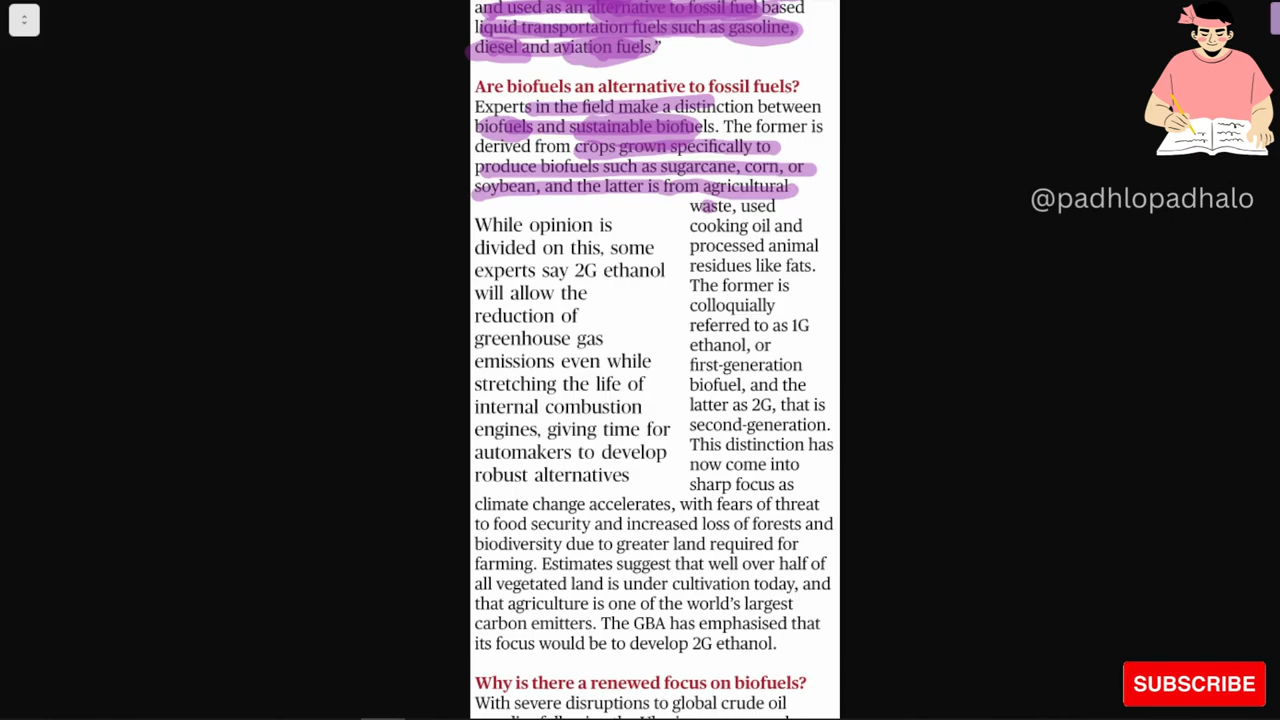 and used as an alternative to fossil fuel based
liquid transportation fuels such as gasoline,
diesel and aviation fuels.”
Are biofuels an alternative to fossil fuels?
Experts in the field make a distinction between
biofuels and sustainable biofuels. The former is
derived from crops grown specifically to
produce biofuels such as sugarcane, corn, or
soybean, and the latter is from agricultural
waste, used
cooking oil and
processed animal
residues like fats.
The former is
colloquially
referred to as 1G
ethanol, or
first-generation
biofuel, and the
latter as 2G, that is
second-generation.
This distinction has
now come into
sharp focus as
climate change accelerates, with fears of threat
to food security and increased loss of forests and
biodiversity due to greater land required for
farming. Estimates suggest that well over half of
all vegetated land is under cultivation today, and
that agriculture is one of the world’s largest
carbon emitters. The GBA has emphasised that
its focus would be to develop 2G ethanol.
While opinion is
divided on this, some
experts say 2G ethanol
will allow the
reduction of
greenhouse gas
emissions even while
stretching the life of
internal combustion
engines, giving time for
automakers to develop
robust alternatives
Why is there a renewed focus on biofuels?
With severe disruptions to global crude oil
@padhlopadhalo
SUBSCRIBE